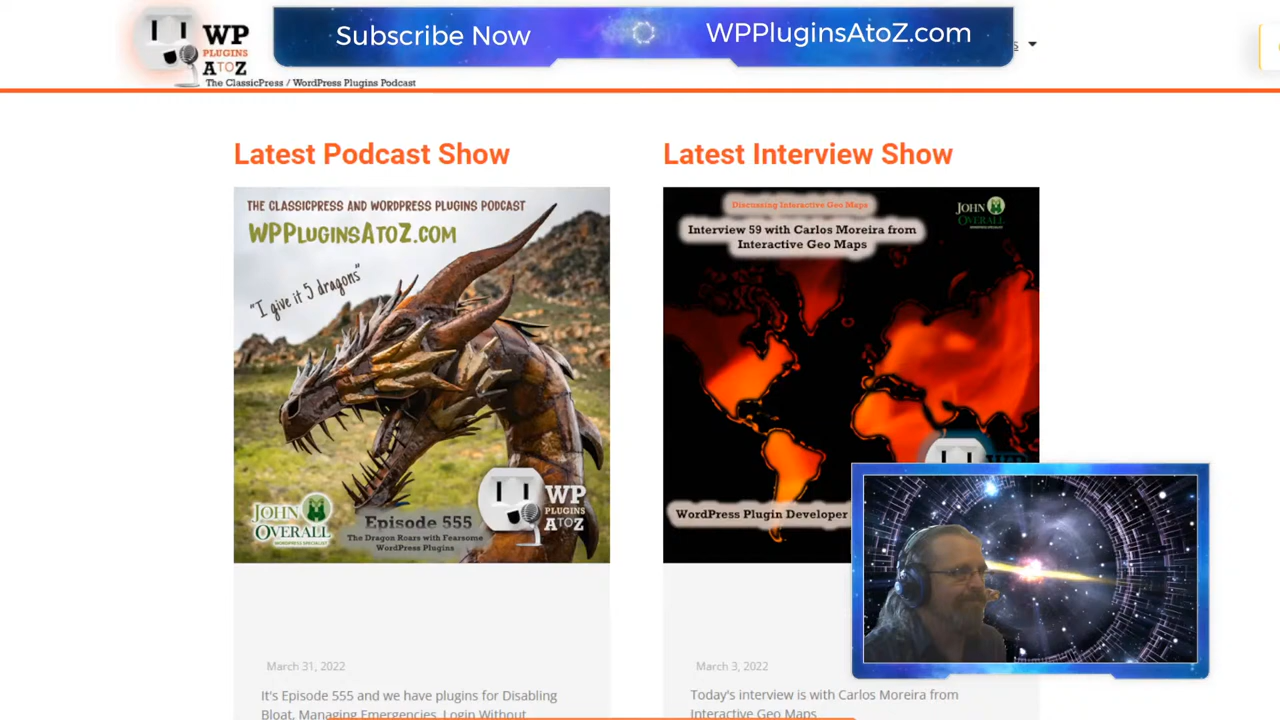 Subscribe Now
WPPluginsAtoZ.com
WP
PLUGINS
ATOZ
The ClassicPress / WordPress Plugins Podcast
Latest Podcast Show
THE CLASSICPRESS AND WORDPRESS PLUGINS PODCAST
WPPLUGINSATOZ.COM
"I give it 5 dragons"
JOHN
OVERALL
WORDPRESS SPECIALIST
Episode 555
The Dragon Roars with Fearsome
WordPress Plugins
WP
PLUGINS
ATOZ
March 31, 2022
It's Episode 555 and we have plugins for Disabling
Bloat, Managing Emergencies, Login Without
Latest Interview Show
Discussing Interactive Geo Maps
Interview 59 with Carlos Moreira from
Interactive Geo Maps
JOHN
OVERALL
WordPress Plugin Developer
March 3, 2022
Today's interview is with Carlos Moreira from
Interactive Geo Maps